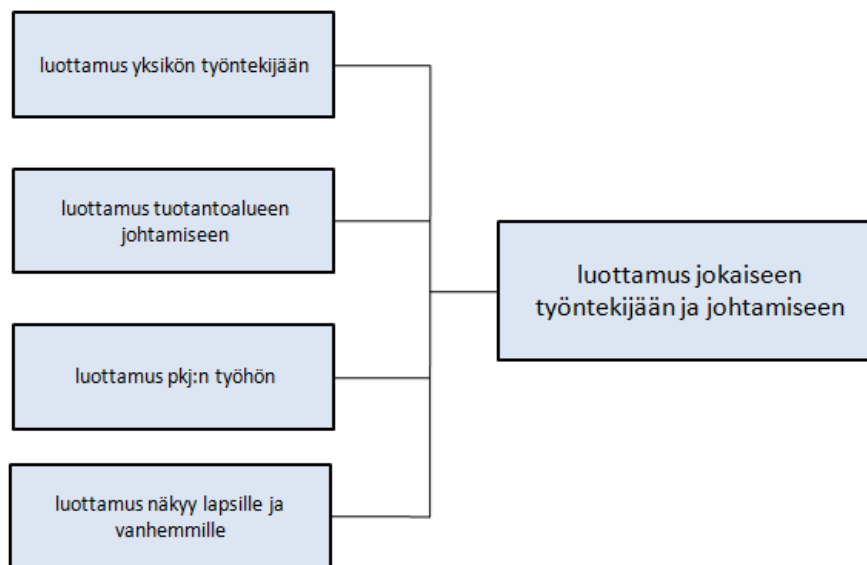 luottamus yksikön työntekijään
luottamus tuotantoalueen
johtamiseen
luottamus pkj:n työhön
luottamus näkyy lapsille ja
vanhemmille
luottamus jokaiseen
työntekijään ja johtamiseen